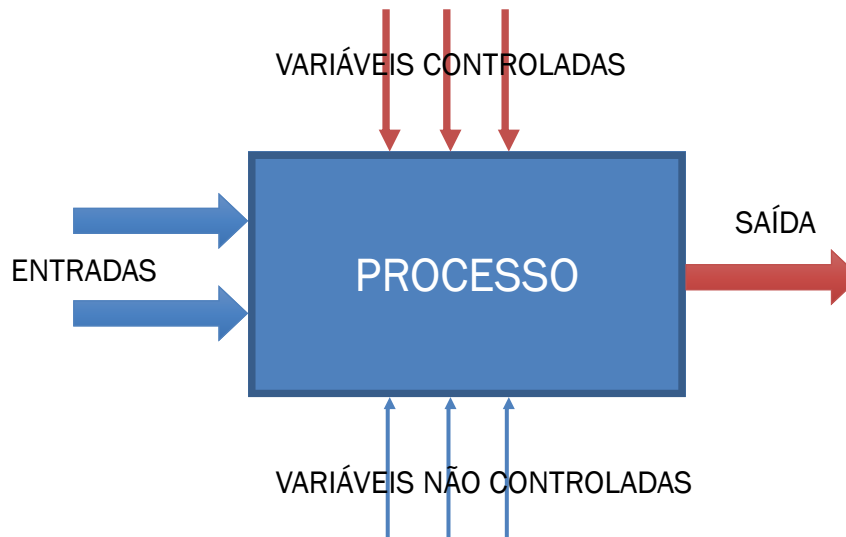 VARIÁVEIS CONTROLADAS
SAÍDA
ENTRADAS
PROCESSO
VARIÁVEIS NÃO CONTROLADAS